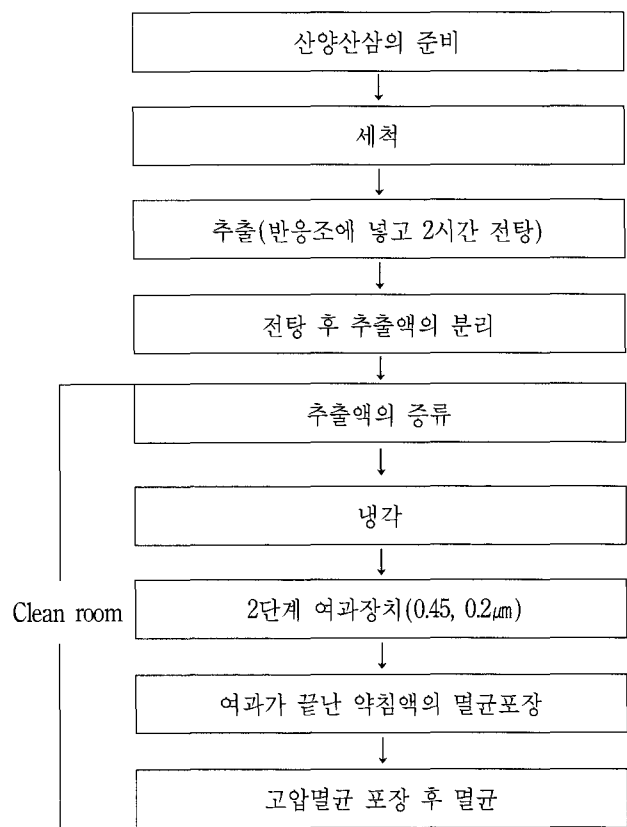 산양산삼의 준비
세척
추출(반응조에 넣고 2시간 전탕)
전탕 후 추출액의 분리
추출액의 증류
냉각
Clean room
2단계 여과장치(0.45, 0.2㎛)
여과가 끝난 약침액의 멸균포장
고압멸균 포장 후 멸균